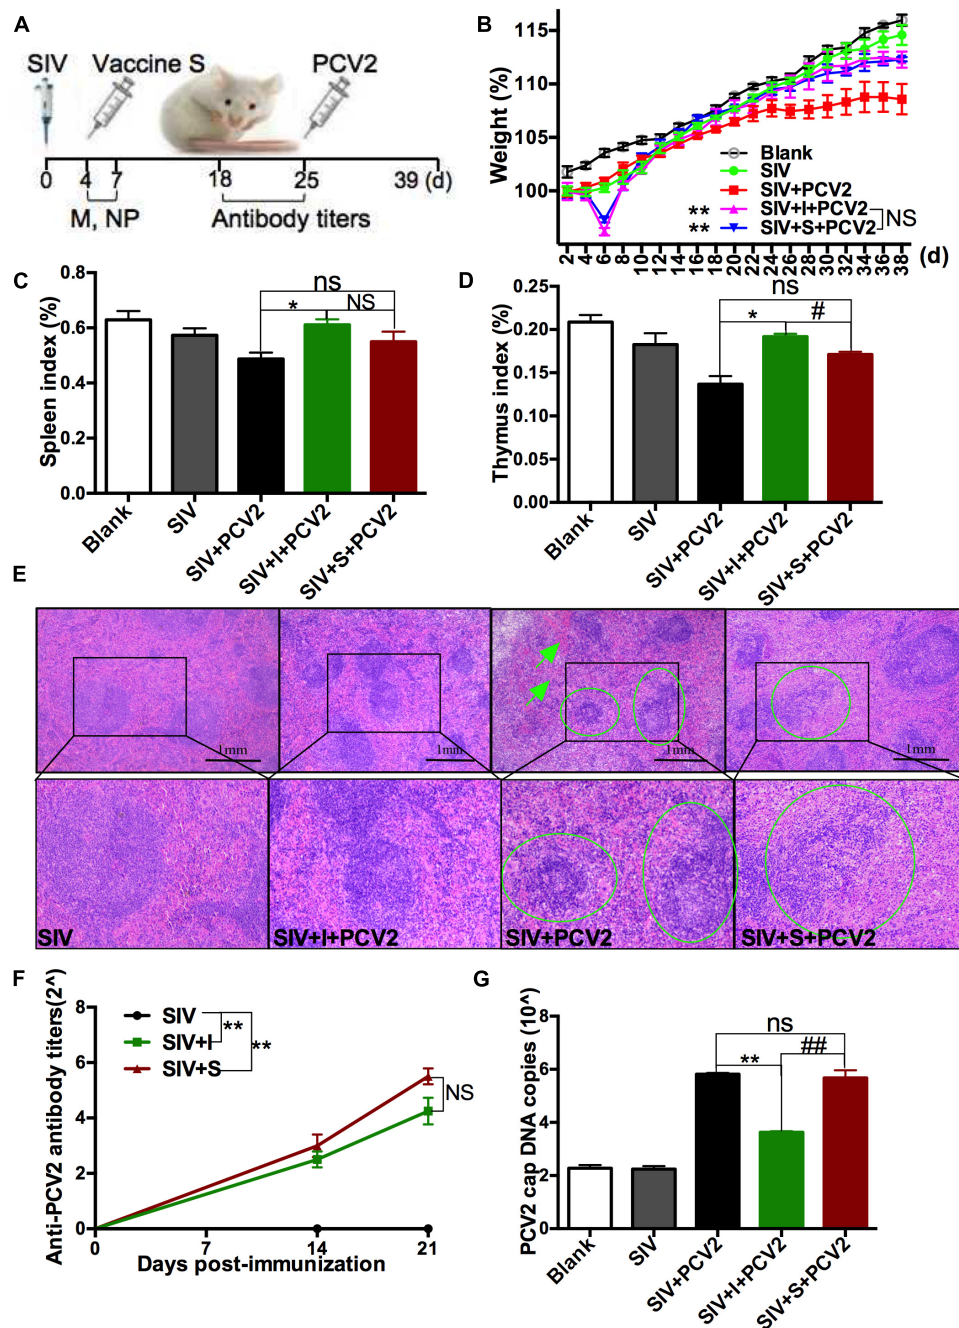 A
SIV
Vaccine S
PCV2
0
4
7
18
25
39 (d)
M, NP
Antibody titers
B
Weight (%)
115
110
105
100
Blank
SIV
SIV+PCV2
** SIV+I+PCV2
** SIV+S+PCV2
NS
2 4 6 8 10 12 14 16 18 20 22 24 26 28 30 32 34 36 38 (d)
C
Spleen index (%)
0.8
0.6
0.4
0.2
0.0
ns
* NS
Blank
SIV
SIV+PCV2
SIV+I+PCV2
SIV+S+PCV2
D
Thymus index (%)
0.25
0.20
0.15
0.10
0.05
0.00
ns
* #
Blank
SIV
SIV+PCV2
SIV+I+PCV2
SIV+S+PCV2
E
1mm
1mm
1mm
1mm
SIV
SIV+I+PCV2
SIV+PCV2
SIV+S+PCV2
F
Anti-PCV2 antibody titers(2^)
8
6
4
2
0
SIV
SIV+I
SIV+S
**
**
NS
0 7 14 21
Days post-immunization
G
PCV2 cap DNA copies (10^)
8
6
4
2
0
ns
** ##
Blank
SIV
SIV+PCV2
SIV+I+PCV2
SIV+S+PCV2